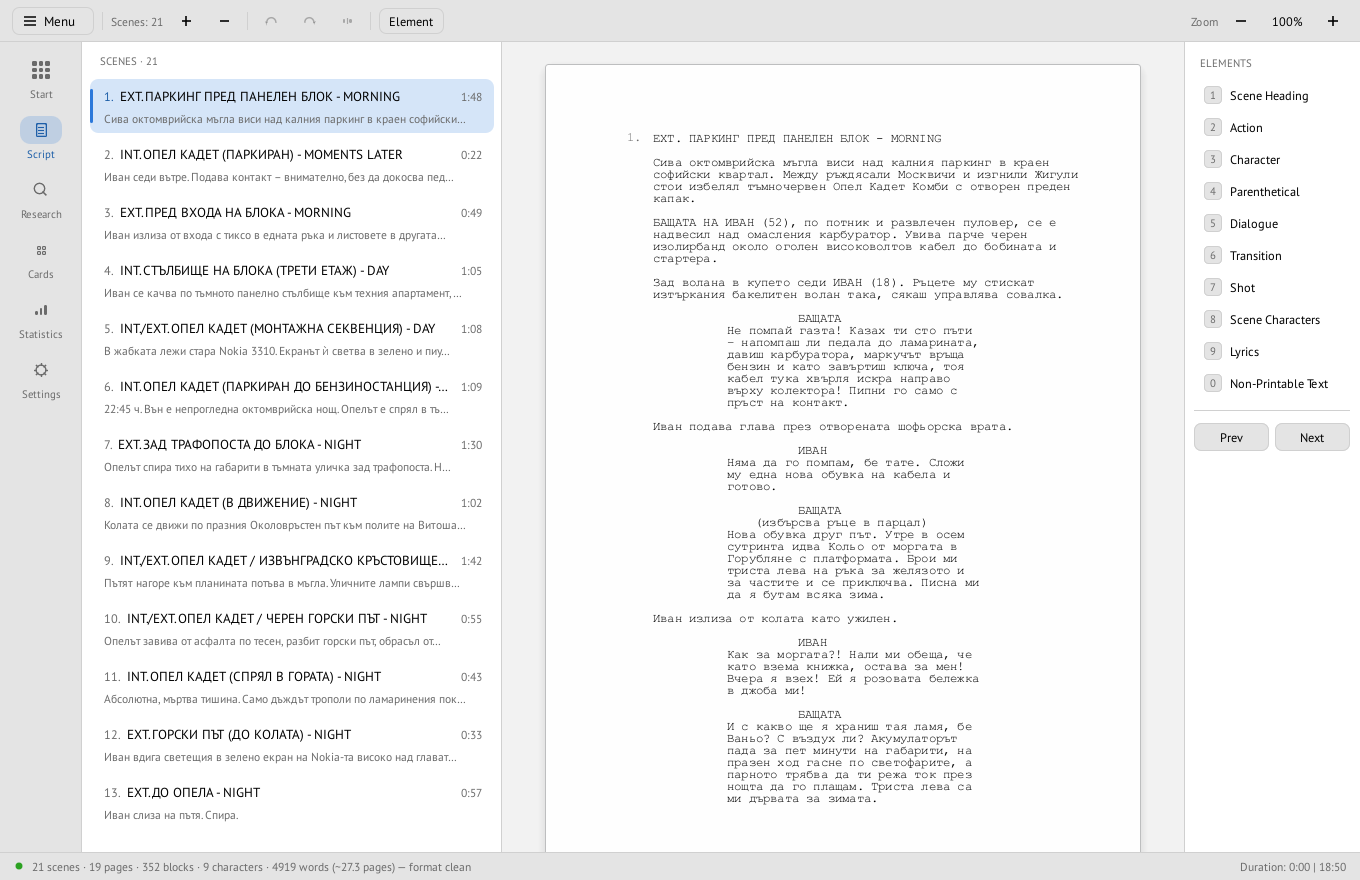 Menu
Scenes: 21
Element
Zoom
100%
Start
Script
Research
Cards
Statistics
Settings
SCENES · 21
1. EXT. ПАРКИНГ ПРЕД ПАНЕЛЕН БЛОК - MORNING 1:48
Сива октомврийска мъгла виси над калния паркинг в краен софийски…
2. INT. ОПЕЛ КАДЕТ (ПАРКИРАН) - MOMENTS LATER 0:22
Иван седи вътре. Подава контакт – внимателно, без да докосва пед…
3. EXT. ПРЕД ВХОДА НА БЛОКА - MORNING 0:49
Иван излиза от входа с тиксо в едната ръка и листовете в другата…
4. INT. СТЪЛБИЩЕ НА БЛОКА (ТРЕТИ ЕТАЖ) - DAY 1:05
Иван се качва по тъмното панелно стълбище към техния апартамент, …
5. INT./EXT. ОПЕЛ КАДЕТ (МОНТАЖНА СЕКВЕНЦИЯ) - DAY 1:08
В жабката лежи стара Nokia 3310. Екранът ѝ светва в зелено и пиу…
6. INT. ОПЕЛ КАДЕТ (ПАРКИРАН ДО БЕНЗИНОСТАНЦИЯ) -… 1:09
22:45 ч. Вън е непрогледна октомврийска нощ. Опелът е спрял в тъ…
7. EXT. ЗАД ТРАФОПОСТА ДО БЛОКА - NIGHT 1:30
Опелът спира тихо на габарити в тъмната уличка зад трафопоста. Н…
8. INT. ОПЕЛ КАДЕТ (В ДВИЖЕНИЕ) - NIGHT 1:02
Колата се движи по празния Околовръстен път към полите на Витоша…
9. INT./EXT. ОПЕЛ КАДЕТ / ИЗВЪНГРАДСКО КРЪСТОВИЩЕ… 1:42
Пътят нагоре към планината потъва в мъгла. Уличните лампи свършв…
10. INT./EXT. ОПЕЛ КАДЕТ / ЧЕРЕН ГОРСКИ ПЪТ - NIGHT 0:55
Опелът завива от асфалта по тесен, разбит горски път, обрасъл от…
11. INT. ОПЕЛ КАДЕТ (СПРЯЛ В ГОРАТА) - NIGHT 0:43
Абсолютна, мъртва тишина. Само дъждът трополи по ламаринения пок…
12. EXT. ГОРСКИ ПЪТ (ДО КОЛАТА) - NIGHT 0:33
Иван вдига светещия в зелено екран на Nokia-та високо над глават…
13. EXT. ДО ОПЕЛА - NIGHT 0:57
Иван слиза на пътя. Спира.
1. EXT. ПАРКИНГ ПРЕД ПАНЕЛЕН БЛОК - MORNING
Сива октомврийска мъгла виси над калния паркинг в краен
софийски квартал. Между ръждясали Москвичи и изгнили Жигули
стои избелял тъмночервен Опел Кадет Комби с отворен преден
капак.
БАЩАТА НА ИВАН (52), по потник и развлечен пуловер, се е
надвесил над омасления карбуратор. Увива парче черен
изолирбанд около оголен високоволтов кабел до бобината и
стартера.
Зад волана в купето седи ИВАН (18). Ръцете му стискат
изтъркания бакелитен волан така, сякаш управлява совалка.
БАЩАТА
Не помпай газта! Казах ти сто пъти
– напомпаш ли педала до ламарината,
давиш карбуратора, маркучът връща
бензин и като завъртиш ключа, тоя
кабел тука хвърля искра направо
върху колектора! Пипни го само с
пръст на контакт.
Иван подава глава през отворената шофьорска врата.
ИВАН
Няма да го помпам, бе тате. Сложи
му една нова обувка на кабела и
готово.
БАЩАТА
(избърсва ръце в парцал)
Нова обувка друг път. Утре в осем
сутринта идва Кольо от моргата в
Горубляне с платформата. Брои ми
триста лева на ръка за желязото и
за частите и се приключва. Писна ми
да я бутам всяка зима.
Иван излиза от колата като ужилен.
ИВАН
Как за моргата?! Нали ми обеща, че
като взема книжка, остава за мен!
Вчера я взех! Ей я розовата бележка
в джоба ми!
БАЩАТА
И с какво ще я храниш тая ламя, бе
Ваньо? С въздух ли? Акумулаторът
пада за пет минути на габарити, на
празен ход гасне по светофарите, а
парното трябва да ти режа ток през
нощта да го плащам. Триста лева са
ми дървата за зимата.
ELEMENTS
1 Scene Heading
2 Action
3 Character
4 Parenthetical
5 Dialogue
6 Transition
7 Shot
8 Scene Characters
9 Lyrics
0 Non-Printable Text
Prev
Next
21 scenes · 19 pages · 352 blocks · 9 characters · 4919 words (~27.3 pages) — format clean
Duration: 0:00 | 18:50